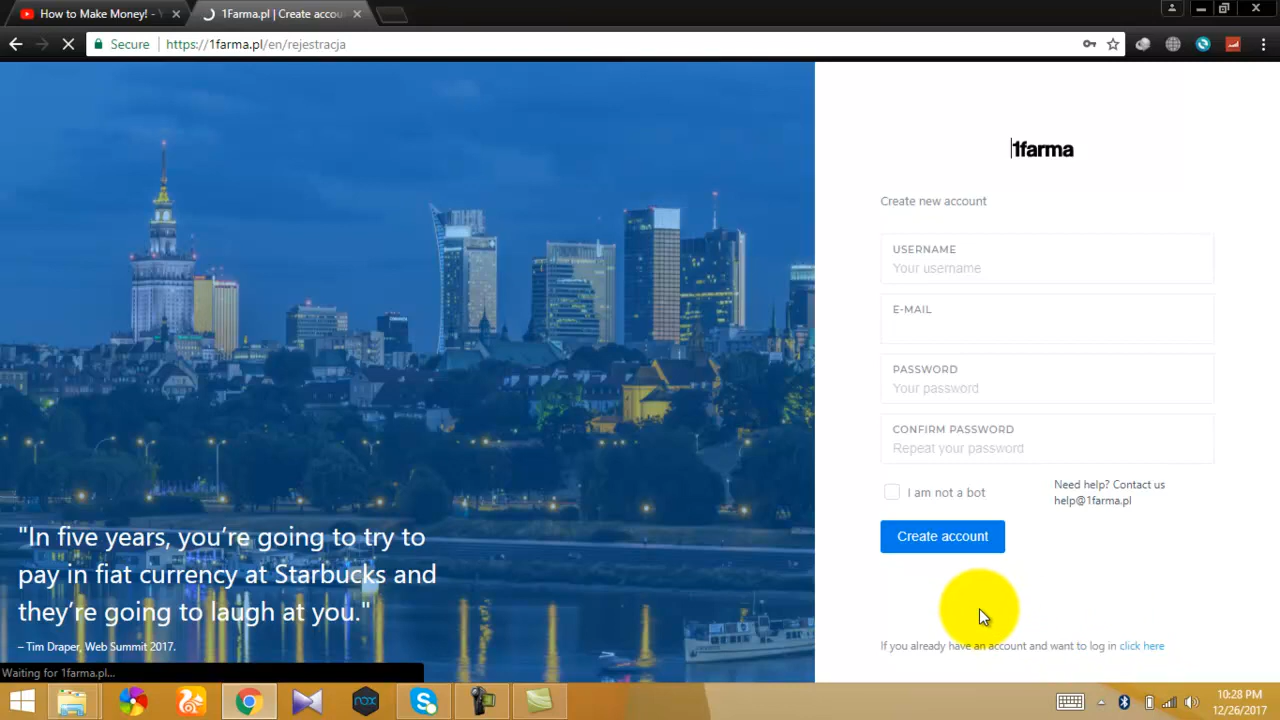 How to Make Money! - Y
1Farma.pl | Create accou
Secure
https://1farma.pl/en/rejestracja
1farma
Create new account
USERNAME
Your username
E-MAIL
PASSWORD
Your password
CONFIRM PASSWORD
Repeat your password
I am not a bot
Need help? Contact us
help@1farma.pl
Create account
If you already have an account and want to log in click here
"In five years, you're going to try to
pay in fiat currency at Starbucks and
they're going to laugh at you."
– Tim Draper, Web Summit 2017.
Waiting for 1farma.pl...
nox
10:28 PM
12/26/2017